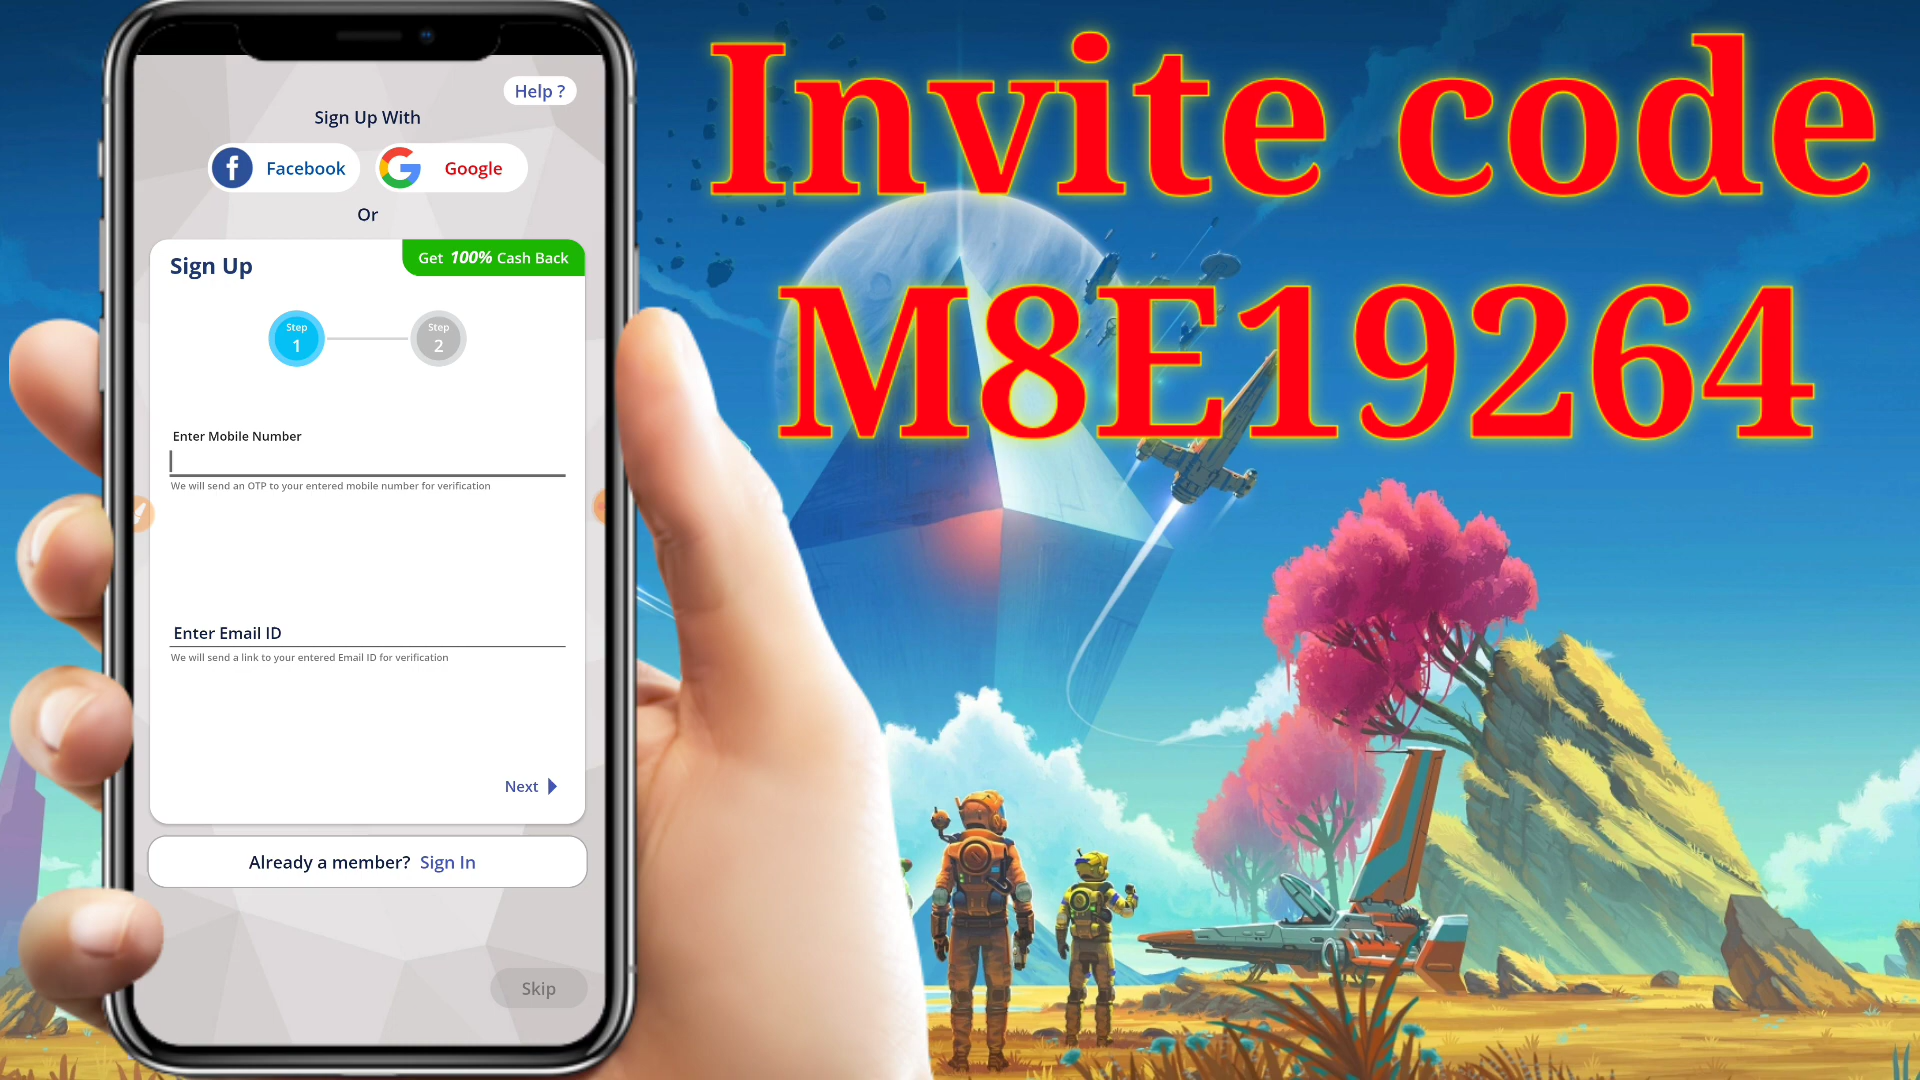 Help ?
Sign Up With
Facebook
Google
Or
Sign Up
Get 100% Cash Back
Step
1
Step
2
Enter Mobile Number
We will send an OTP to your entered mobile number for verification
Enter Email ID
We will send a link to your entered Email ID for verification
Next
Already a member? Sign In
Skip
Invite code
M8E19264